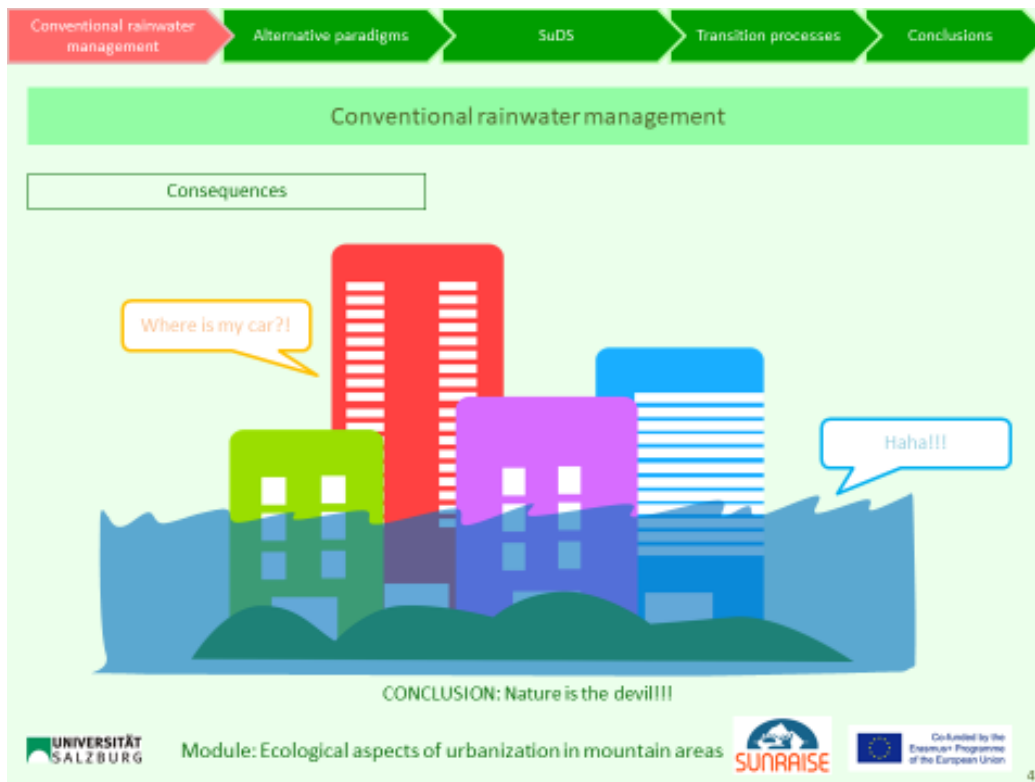 Conventional rainwater
management
Alternative paradigms
SuDS
Transition processes
Conclusions
Conventional rainwater management
Consequences
Where is my car?!
Haha!!!
CONCLUSION: Nature is the devil!!!
UNIVERSITÄT
SALZBURG
Module: Ecological aspects of urbanization in mountain areas
SUNRAISE
Co-funded by the
Erasmus+ Programme
of the European Union
4